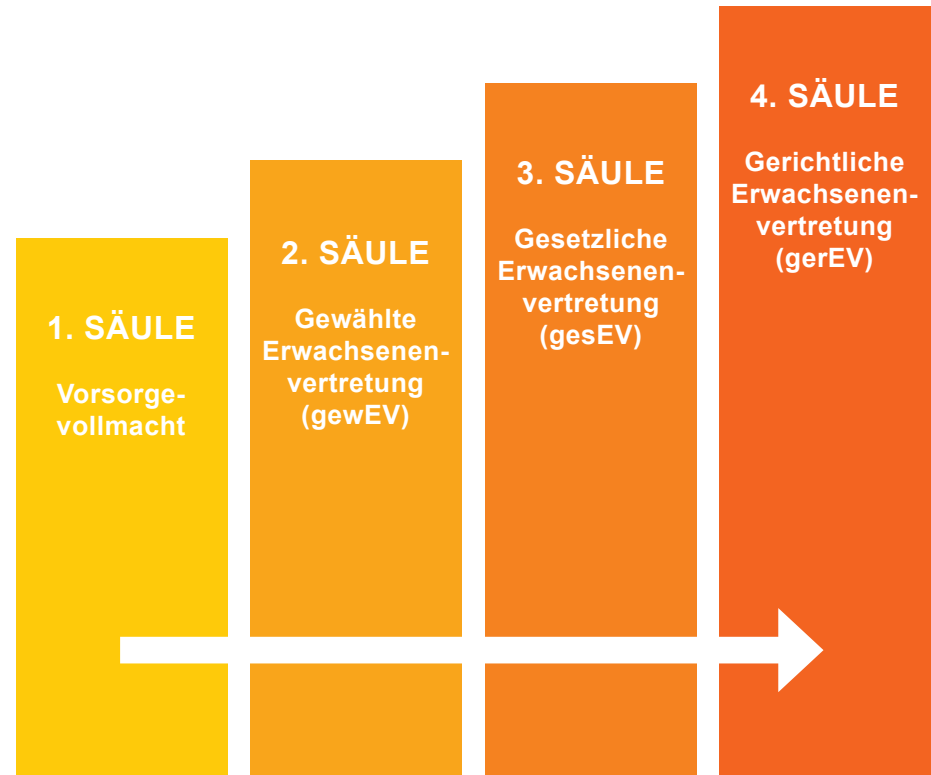 1. SÄULE
Vorsorge-
vollmacht
2. SÄULE
Gewählte
Erwachsenen-
vertretung
(gewEV)
3. SÄULE
Gesetzliche
Erwachsenen-
vertretung
(gesEV)
4. SÄULE
Gerichtliche
Erwachsenen-
vertretung
(gerEV)